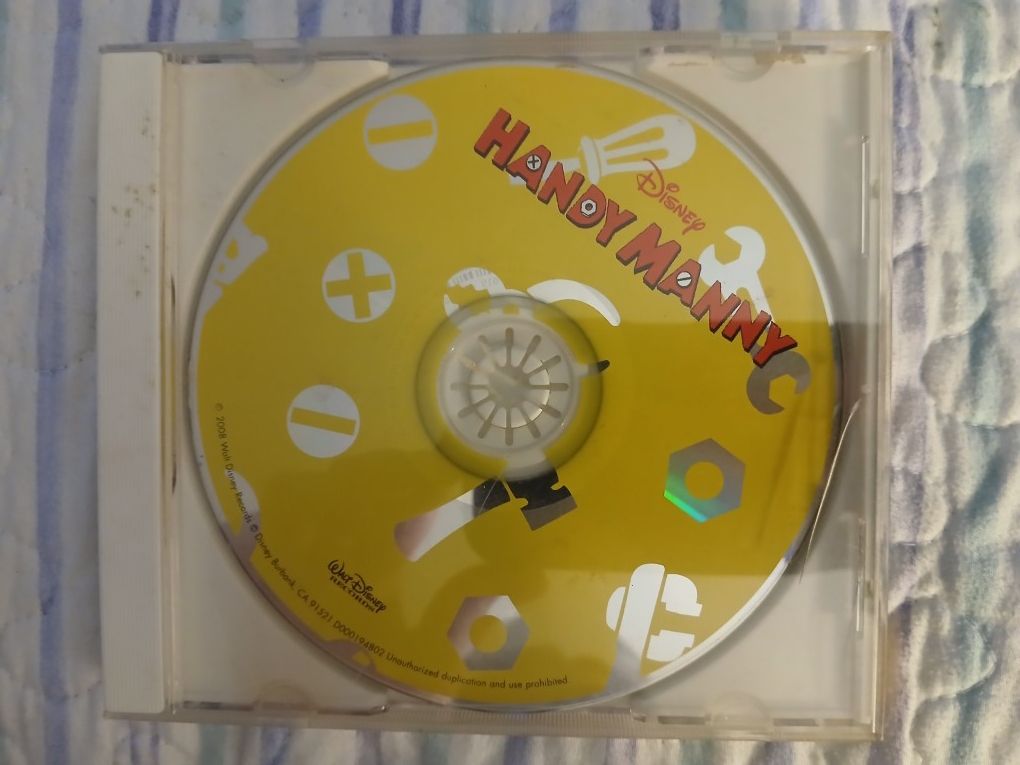 DISNEY
HANDY MANNY
WALT DISNEY
RECORDS
© 2008 Walt Disney Records © Disney Burbank, CA 91521 D000194802 Unauthorized duplication and use prohibited.